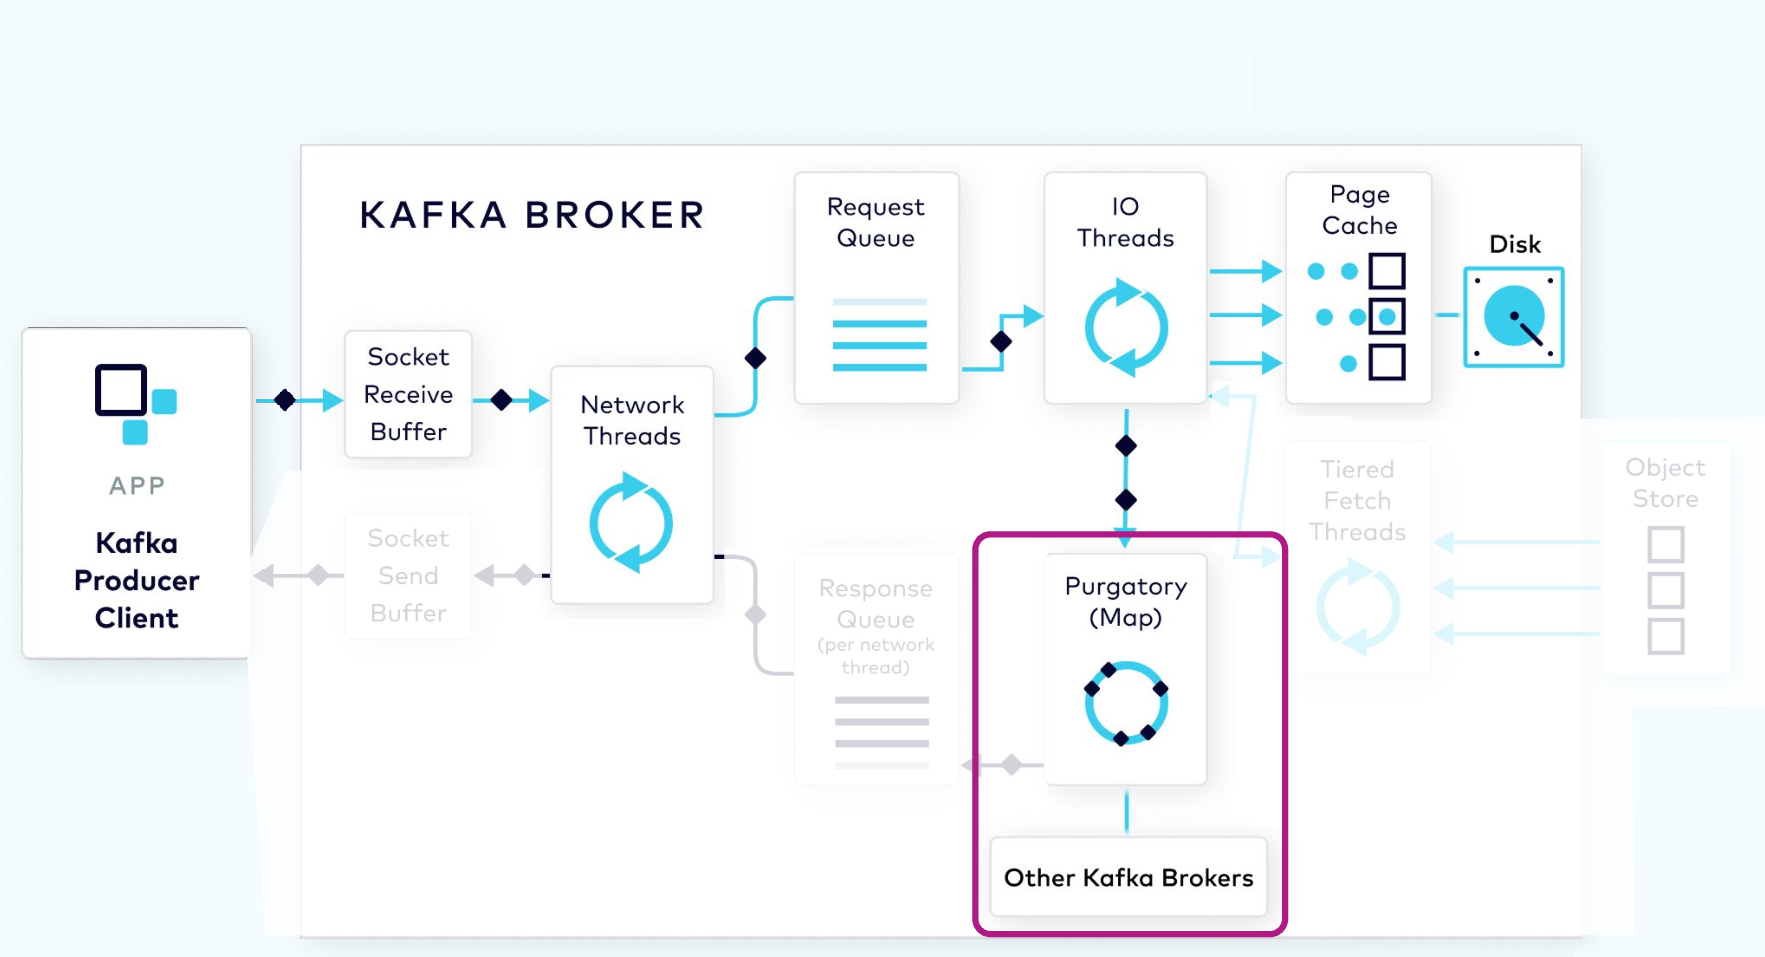 KAFKA BROKER
Request
Queue
IO
Threads
Page
Cache
Disk
Socket
Receive
Buffer
Network
Threads
APP
Kafka
Producer
Client
Socket
Send
Buffer
Response
Queue
(per network
thread)
Purgatory
(Map)
Tiered
Fetch
Threads
Object
Store
Other Kafka Brokers